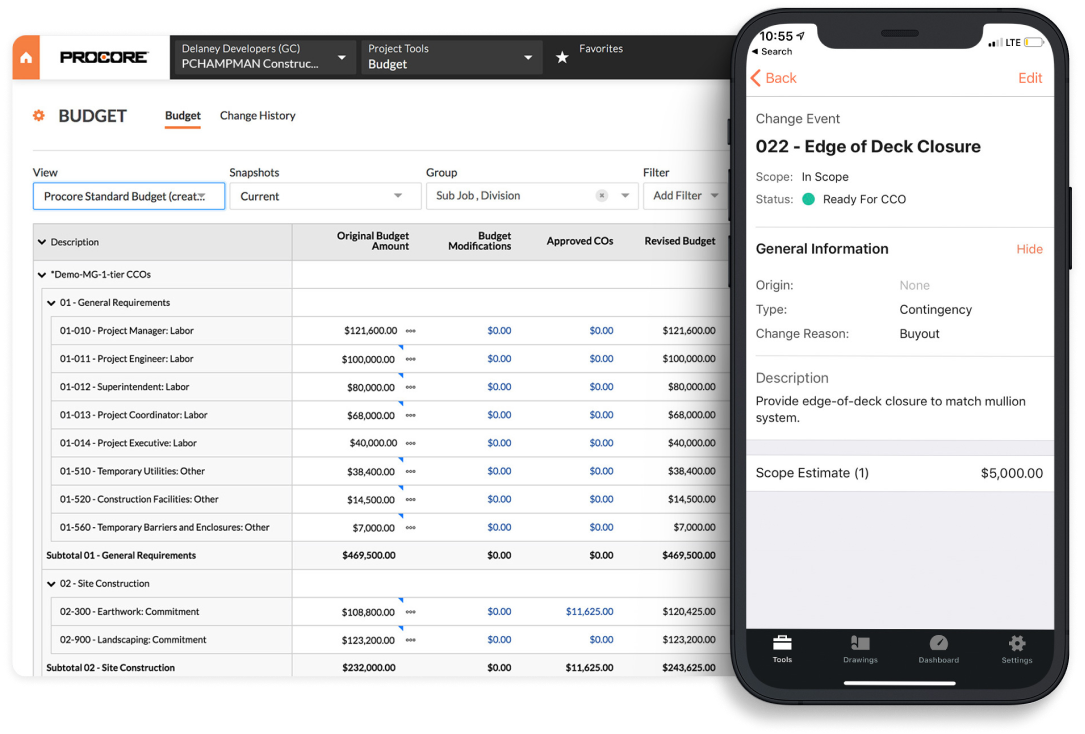 PROCORE
Delaney Developers (GC)
PCHAMPMAN Construc...
Project Tools
Budget
Favorites
BUDGET
Budget
Change History
View
Snapshots
Group
Filter
Procore Standard Budget (creat...
Current
Sub Job , Division
Add Filter
Description
Original Budget Amount
Budget Modifications
Approved COs
Revised Budget
*Demo-MG-1-tier CCOs
01 - General Requirements
01-010 - Project Manager: Labor $121,600.00 $0.00 $0.00 $121,600.00
01-011 - Project Engineer: Labor $100,000.00 $0.00 $0.00 $100,000.00
01-012 - Superintendent: Labor $80,000.00 $0.00 $0.00 $80,000.00
01-013 - Project Coordinator: Labor $68,000.00 $0.00 $0.00 $68,000.00
01-014 - Project Executive: Labor $40,000.00 $0.00 $0.00 $40,000.00
01-510 - Temporary Utilities: Other $38,400.00 $0.00 $0.00 $38,400.00
01-520 - Construction Facilities: Other $14,500.00 $0.00 $0.00 $14,500.00
01-560 - Temporary Barriers and Enclosures: Other $7,000.00 $0.00 $0.00 $7,000.00
Subtotal 01 - General Requirements $469,500.00 $0.00 $0.00 $469,500.00
02 - Site Construction
02-300 - Earthwork: Commitment $108,800.00 $0.00 $11,625.00 $120,425.00
02-900 - Landscaping: Commitment $123,200.00 $0.00 $0.00 $123,200.00
Subtotal 02 - Site Construction $232,000.00 $0.00 $11,625.00 $243,625.00
10:55
LTE
Search
Back
Edit
Change Event
022 - Edge of Deck Closure
Scope: In Scope
Status: Ready For CCO
General Information
Hide
Origin: None
Type: Contingency
Change Reason: Buyout
Description
Provide edge-of-deck closure to match mullion
system.
Scope Estimate (1) $5,000.00
Tools
Drawings
Dashboard
Settings